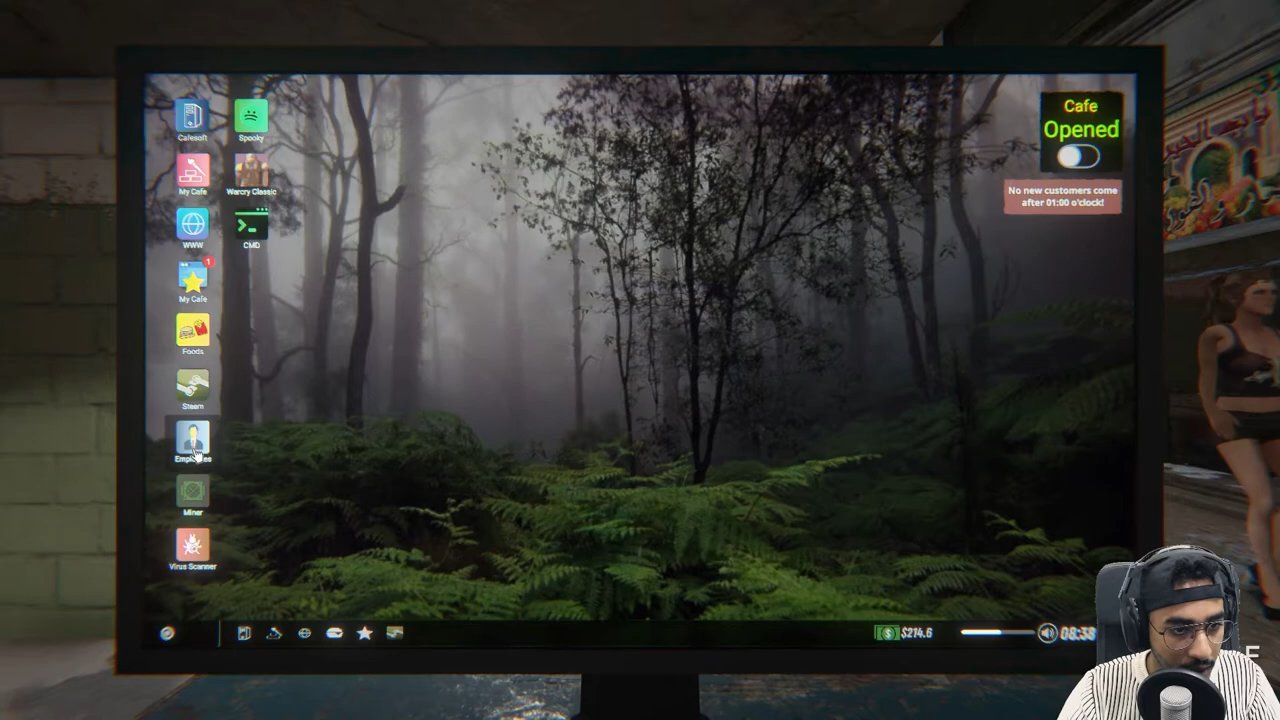 Cafesoft
Spooky
My Cafe
Warcry Classic
WWW
CMD
1
My Cafe
Foods
Steam
Miner
Virus Scanner
Cafe
Opened
No new customers come
after 01:00 o'clock!
$214.6
08:38
E